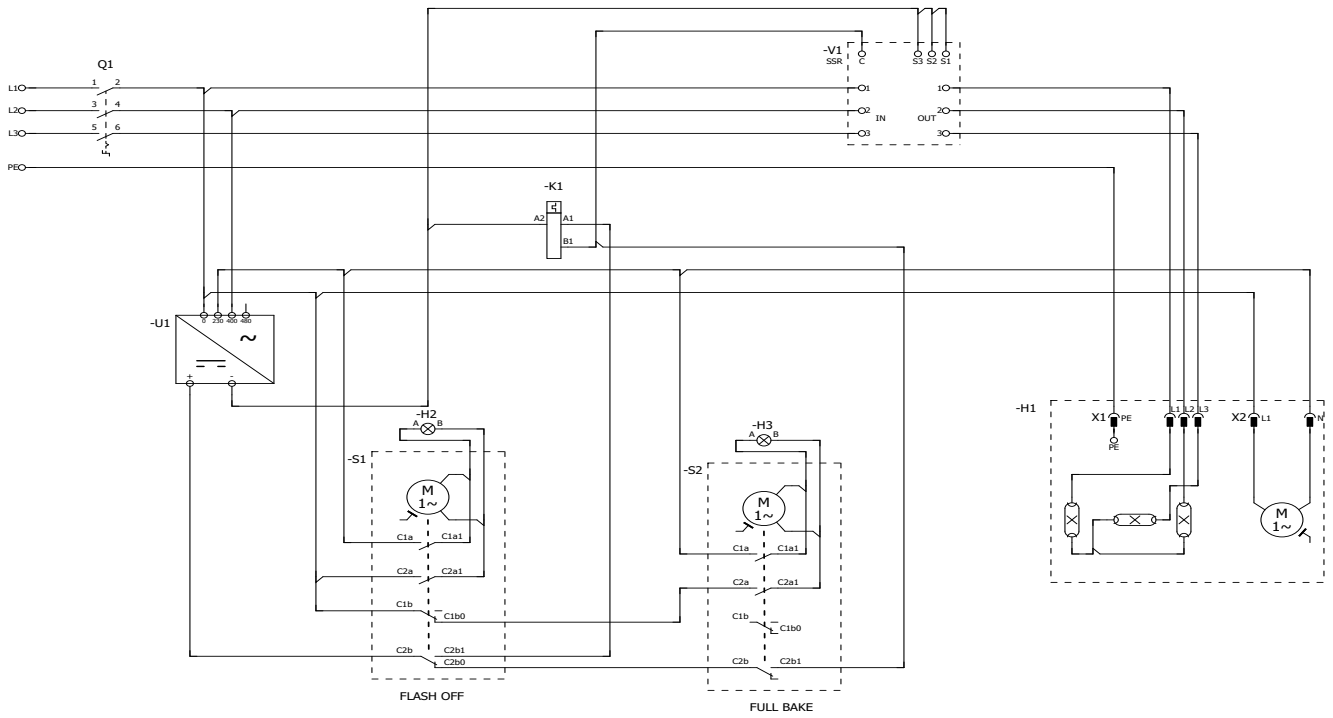 -V1
SSR
C
S3 S2 S1
Q1
L1 1 2 1 1
L2 3 4 2 IN OUT 2
L3 5 6 3 3
PE
-K1
A2 A1
B1
-U1
0 230 400 480
~
+ -
-H2
A B
-S1
M
1~
C1a C1a1
C2a C2a1
C1b C1b0
C2b C2b1
C2b0
FLASH OFF
-H3
A B
-S2
M
1~
C1a C1a1
C2a C2a1
C1b C1b0
C2b C2b1
FULL BAKE
-H1
X1 PE L1 L2 L3 X2 L1 N
PE
M
1~